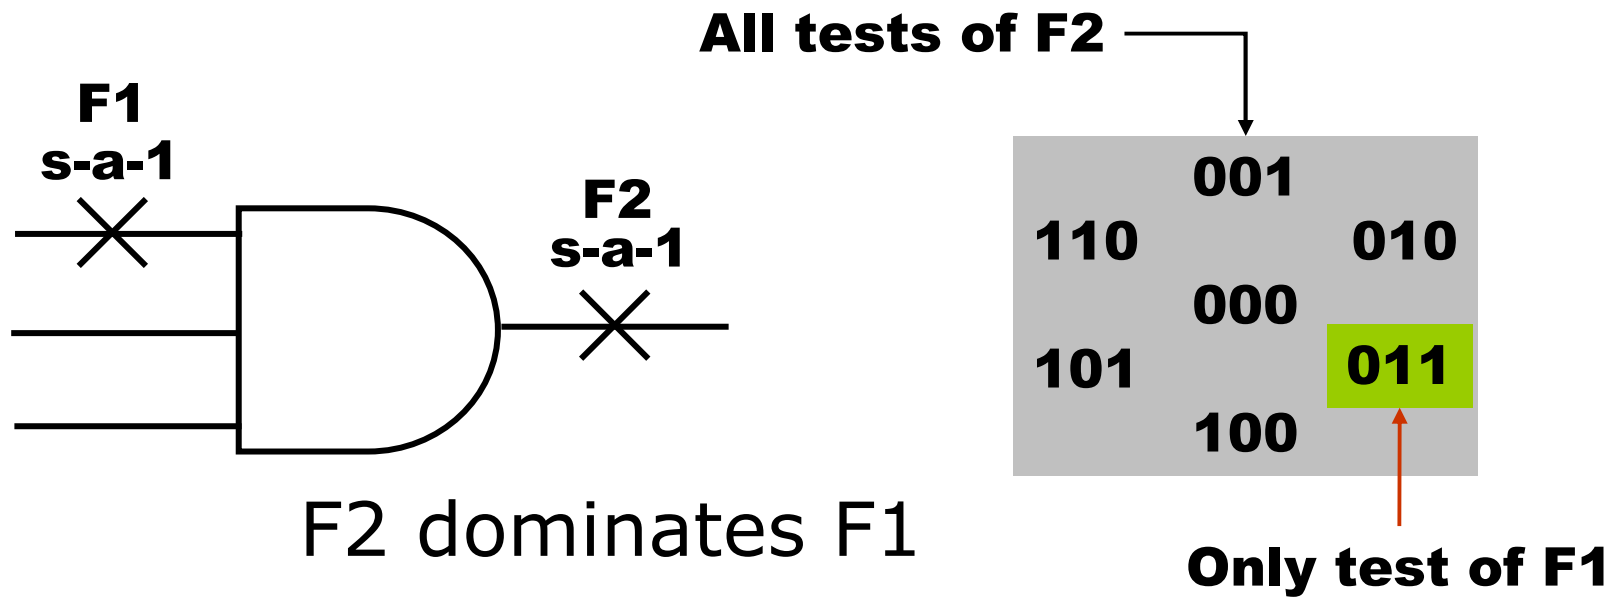 All tests of F2
F1
s-a-1
F2
s-a-1
001
110
010
000
101
011
100
F2 dominates F1
Only test of F1